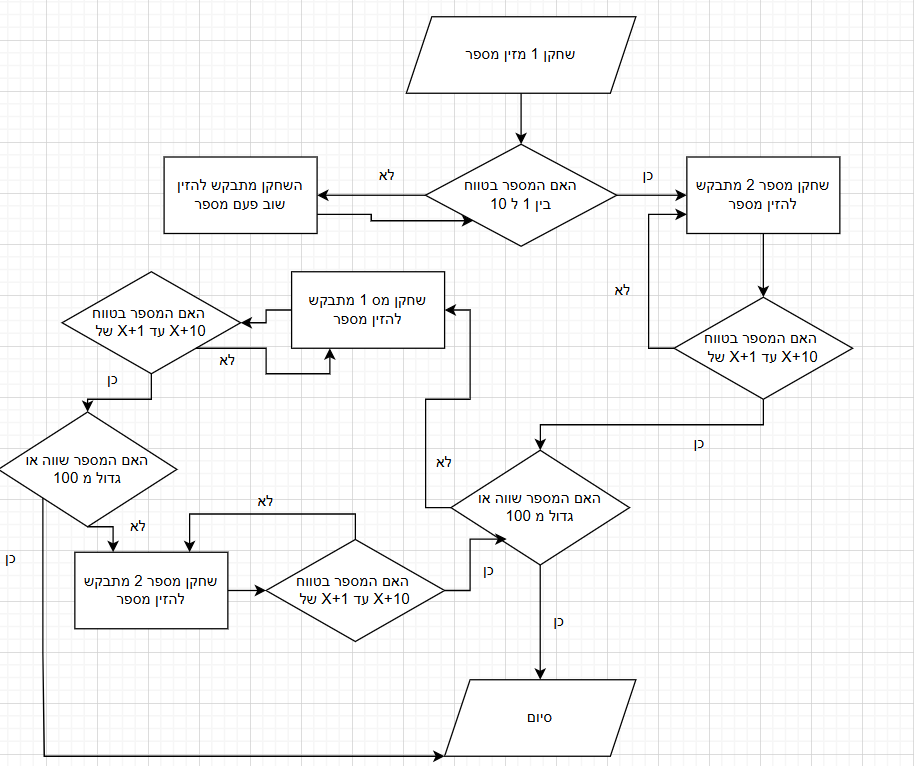 שחקן 1 מזין מספר
לא
כן
השחקן מתבקש להזין
שוב פעם מספר
האם המספר בטווח
בין 1 ל 10
שחקן מספר 2 מתבקש
להזין מספר
לא
שחקן מס 1 מתבקש
להזין מספר
האם המספר בטווח
של X+1 עד X+10
לא
האם המספר בטווח
של X+1 עד X+10
כן
כן
האם המספר שווה או
גדול מ 100
לא
האם המספר שווה או
גדול מ 100
לא
לא
כן
שחקן מספר 2 מתבקש
להזין מספר
האם המספר בטווח
של X+1 עד X+10
כן
כן
סיום